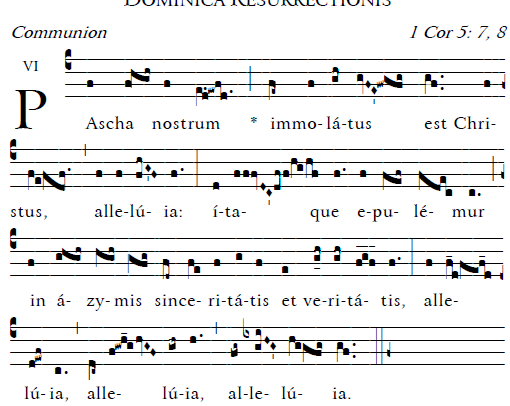 Dominica Resurrectionis
Communion 1 Cor 5: 7, 8
VI
PAscha nostrum * immo-lá-tus est Chri-
stus, alle-lú-ia: í-ta- que e-pu-lé-mur
in á-zy-mis since-ri-tá-tis et ve-ri-tá-tis, alle-
lú-ia, alle- lú-ia, al-le-lú-ia.